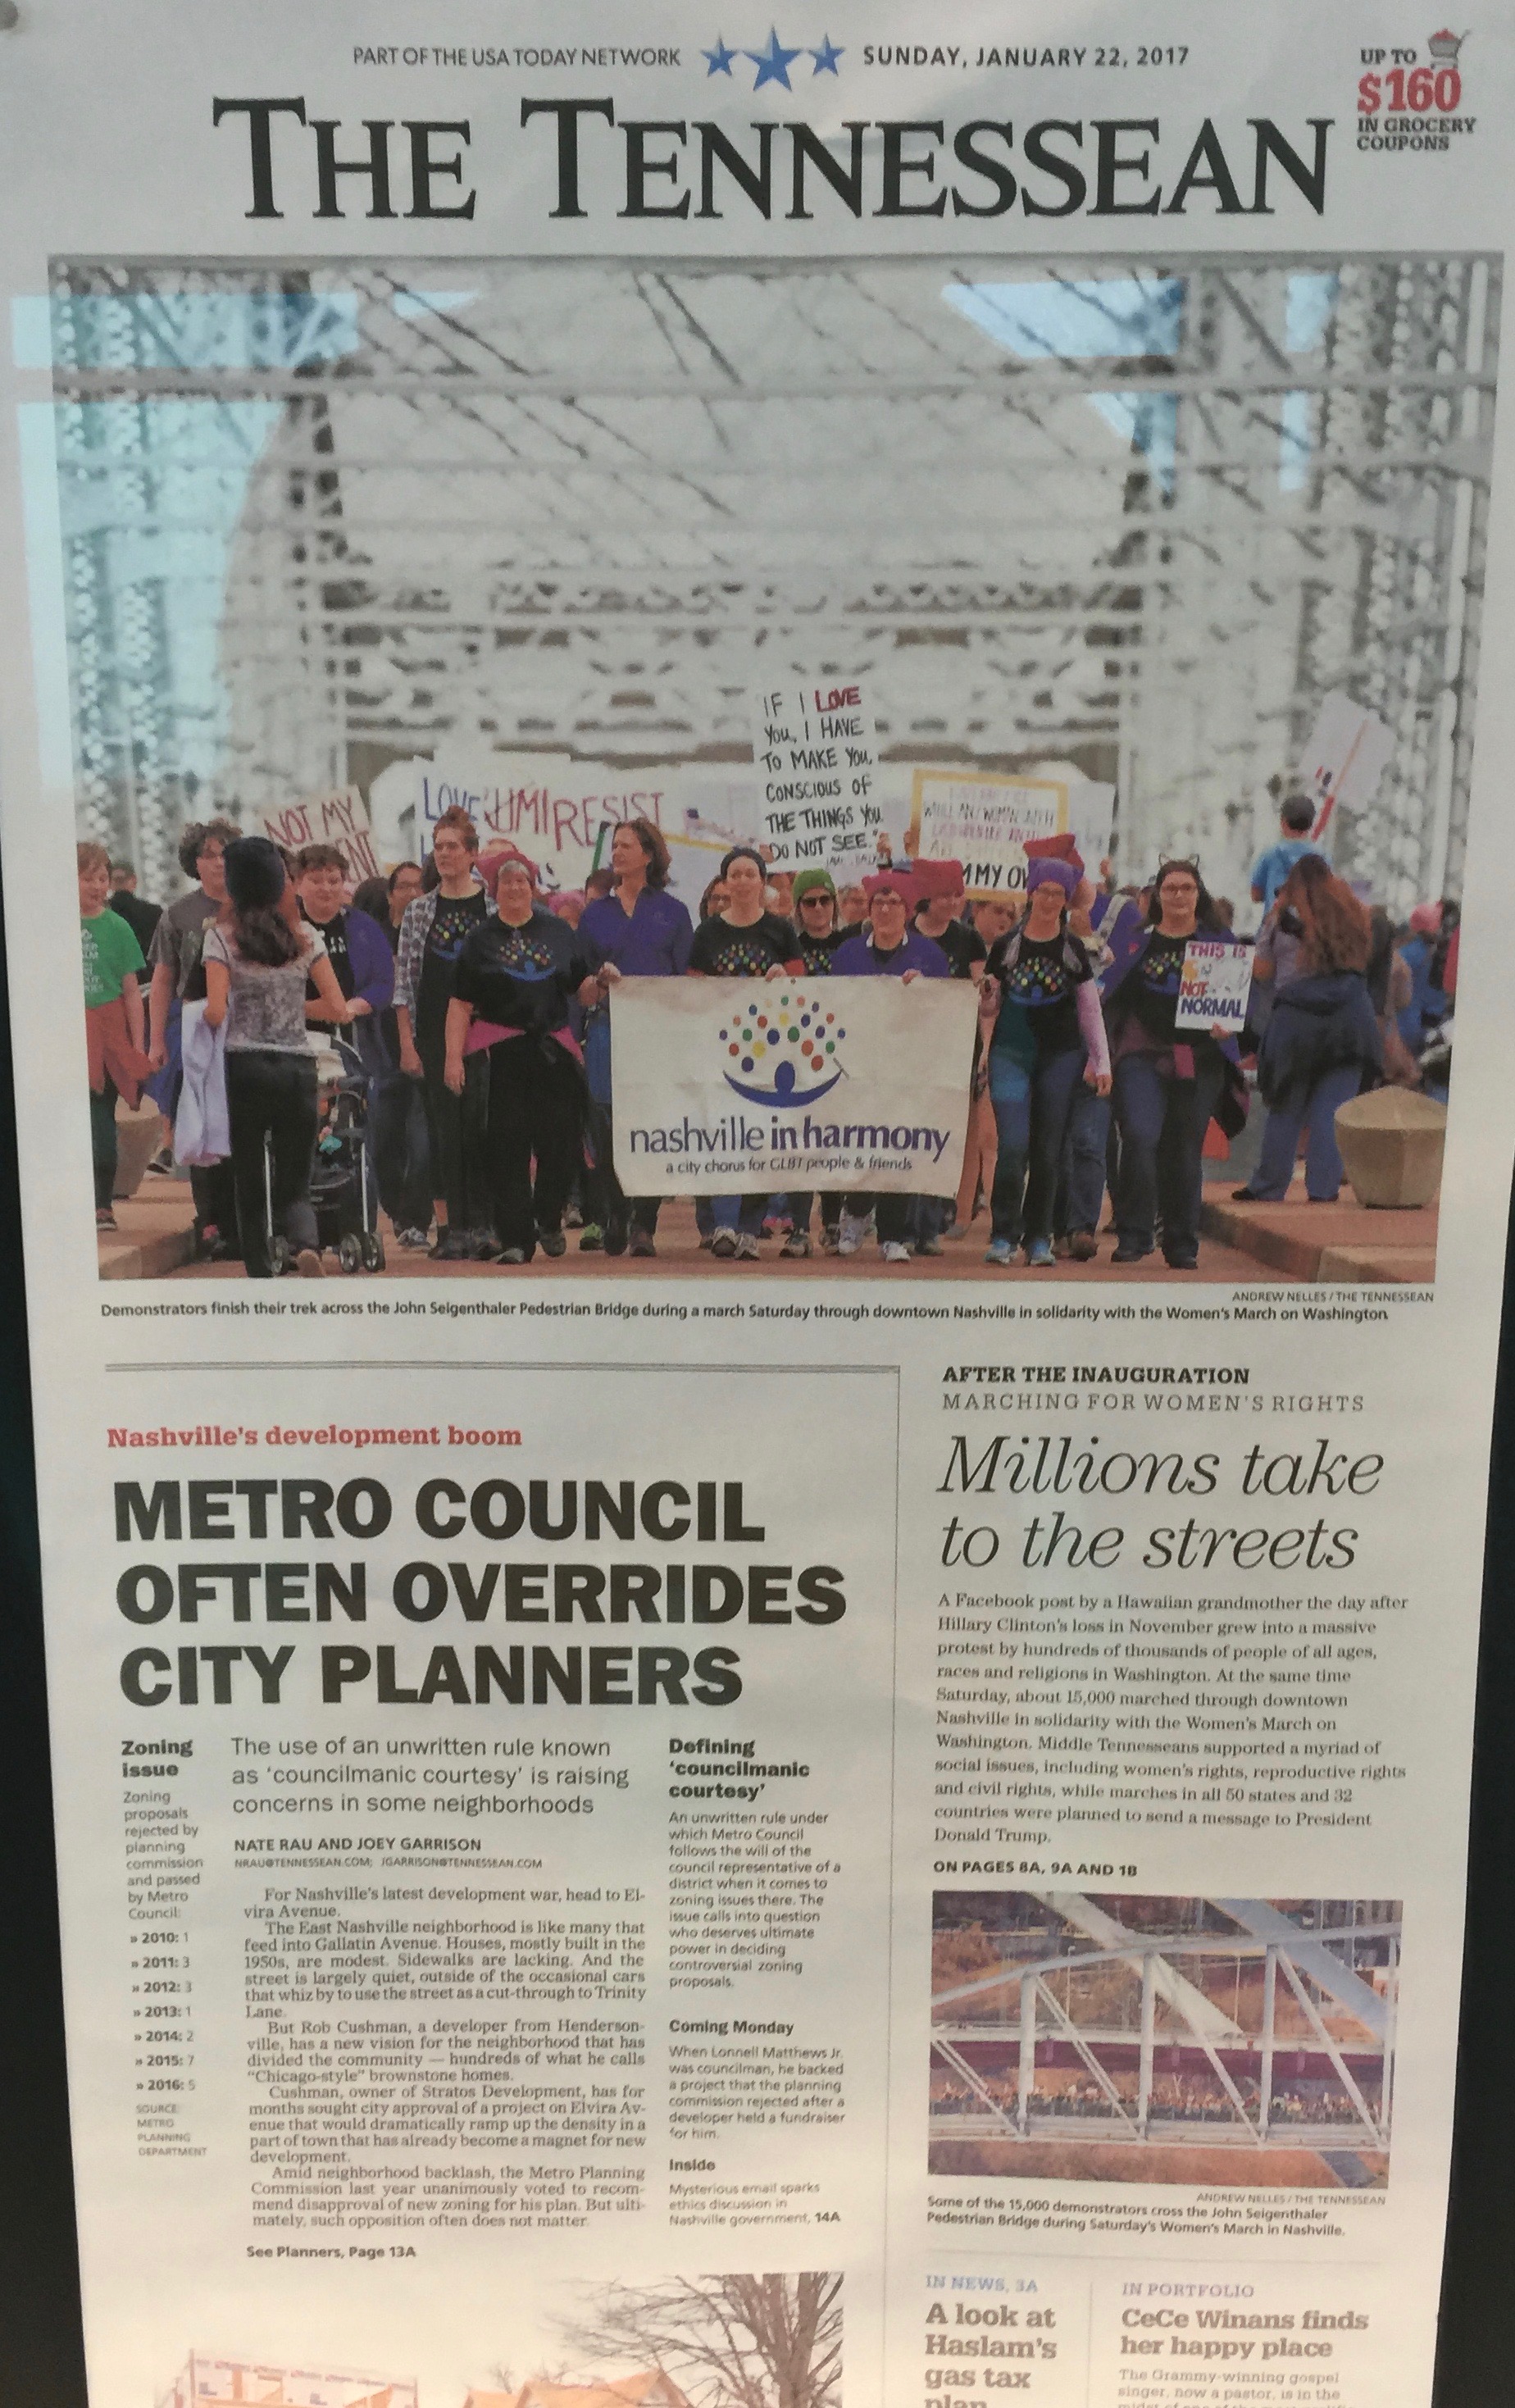 PART OF THE USA TODAY NETWORK
SUNDAY, JANUARY 22, 2017
UP TO
$160
IN GROCERY
COUPONS
THE TENNESSEAN
IF I LOVE
YOU, I HAVE
TO MAKE YOU
CONSCIOUS OF
THE THINGS YOU
DO NOT SEE."
NOT MY
LOVE
RESIST
MY
THIS IS
NOT
NORMAL
nashville in harmony
a city chorus for GLBT people & friends
ANDREW NELLES / THE TENNESSEAN
Demonstrators finish their trek across the John Seigenthaler Pedestrian Bridge during a march Saturday through downtown Nashville in solidarity with the Women's March on Washington
Nashville's development boom
METRO COUNCIL
OFTEN OVERRIDES
CITY PLANNERS
Zoning
issue
Zoning
proposals
rejected by
planning
commission
and passed
by Metro
Council:
» 2010: 1
» 2011: 3
» 2012: 3
» 2013: 1
» 2014: 2
» 2015: 7
» 2016: 5
SOURCE:
METRO
PLANNING
DEPARTMENT
The use of an unwritten rule known
as 'councilmanic courtesy' is raising
concerns in some neighborhoods
NATE RAU AND JOEY GARRISON
NRAU@TENNESSEAN.COM; JGARRISON@TENNESSEAN.COM
For Nashville's latest development war, head to El-
vira Avenue.
The East Nashville neighborhood is like many that
feed into Gallatin Avenue. Houses, mostly built in the
1950s, are modest. Sidewalks are lacking. And the
street is largely quiet, outside of the occasional cars
that whiz by to use the street as a cut-through to Trinity
Lane.
But Rob Cushman, a developer from Henderson-
ville, has a new vision for the neighborhood that has
divided the community — hundreds of what he calls
"Chicago-style" brownstone homes.
Cushman, owner of Stratos Development, has for
months sought city approval of a project on Elvira Av-
enue that would dramatically ramp up the density in a
part of town that has already become a magnet for new
development.
Amid neighborhood backlash, the Metro Planning
Commission last year unanimously voted to recom-
mend disapproval of new zoning for his plan. But ulti-
mately, such opposition often does not matter.
See Planners, Page 13A
Defining
'councilmanic
courtesy'
An unwritten rule under
which Metro Council
follows the will of the
council representative of a
district when it comes to
zoning issues there. The
issue calls into question
who deserves ultimate
power in deciding
controversial zoning
proposals.
Coming Monday
When Lonnell Matthews Jr.
was councilman, he backed
a project that the planning
commission rejected after a
developer held a fundraiser
for him.
Inside
Mysterious email sparks
ethics discussion in
Nashville government, 14A
AFTER THE INAUGURATION
MARCHING FOR WOMEN'S RIGHTS
Millions take
to the streets
A Facebook post by a Hawaiian grandmother the day after
Hillary Clinton's loss in November grew into a massive
protest by hundreds of thousands of people of all ages,
races and religions in Washington. At the same time
Saturday, about 15,000 marched through downtown
Nashville in solidarity with the Women's March on
Washington. Middle Tennesseans supported a myriad of
social issues, including women's rights, reproductive rights
and civil rights, while marches in all 50 states and 32
countries were planned to send a message to President
Donald Trump.
ON PAGES 8A, 9A AND 1B
ANDREW NELLES / THE TENNESSEAN
Some of the 15,000 demonstrators cross the John Seigenthaler
Pedestrian Bridge during Saturday's Women's March in Nashville.
IN NEWS, 3A
A look at
Haslam's
gas tax
plan
IN PORTFOLIO
CeCe Winans finds
her happy place
The Grammy-winning gospel
singer, now a pastor, is in the